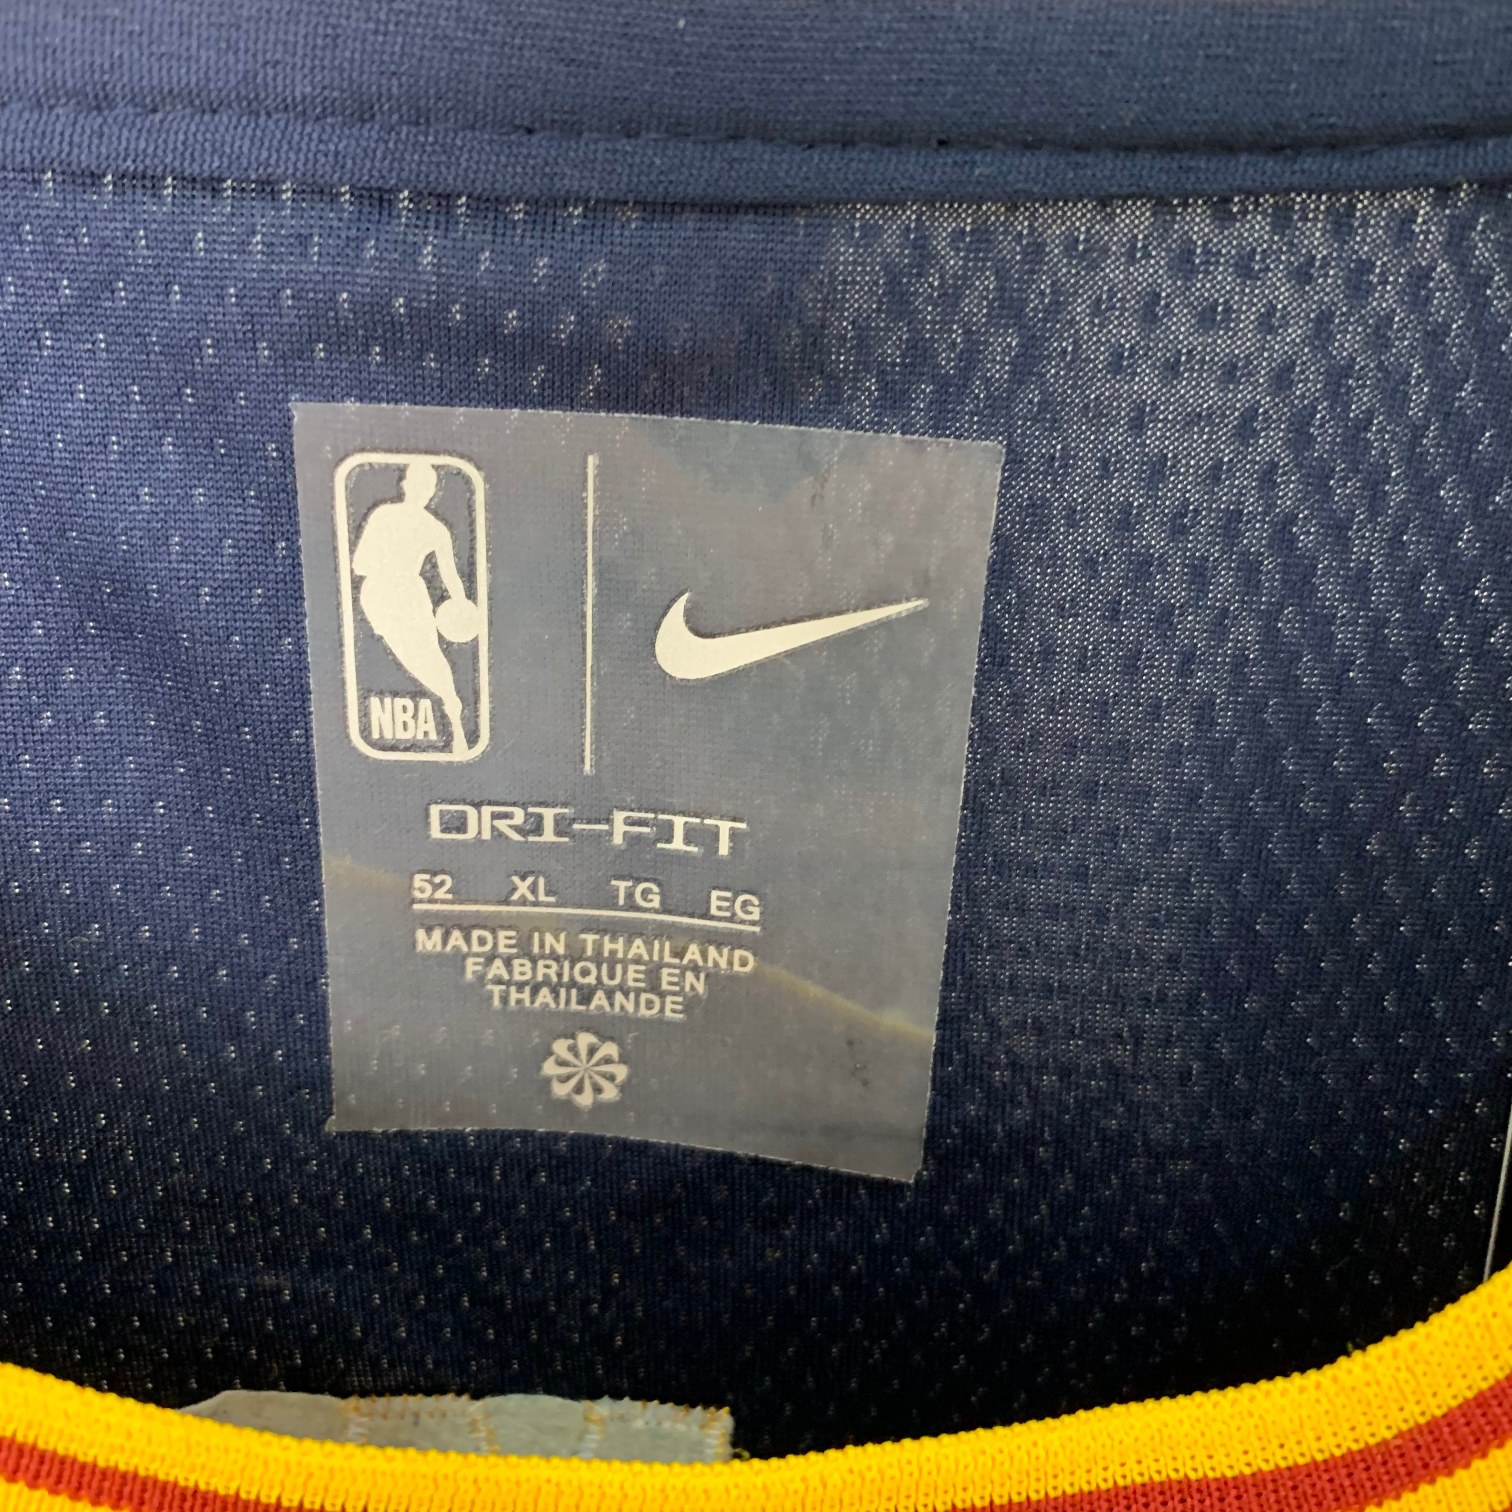 NBA
DRI-FIT
52 XL TG EG
MADE IN THAILAND
FABRIQUE EN
THAILANDE